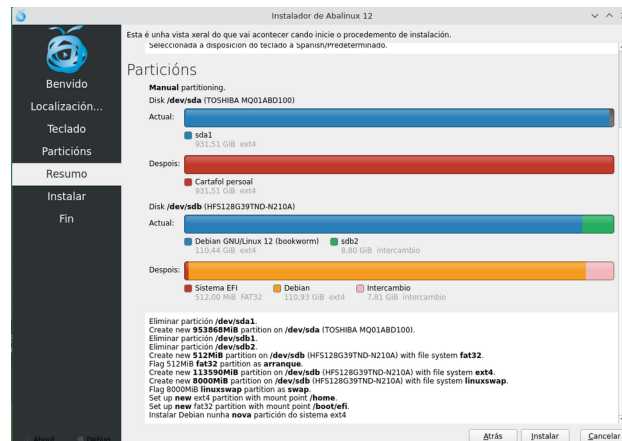 Instalador de Abalinux 12
Esta é unha vista xeral do que vai acontecer cando inicie o procedemento de instalación.
Seleccionada a disposición do teclado a Spanish/Predeterminado.
Benvido
Localización...
Teclado
Particións
Resumo
Instalar
Fin
Particións
Manual partitioning.
Disk /dev/sda (TOSHIBA MQ01ABD100)
Actual:
sda1
931,51 GiB ext4
Despois:
Cartafol persoal
931,51 GiB ext4
Disk /dev/sdb (HFS128G39TND-N210A)
Actual:
Debian GNU/Linux 12 (bookworm) sdb2
110,44 GiB ext4 8,80 GiB intercambio
Despois:
Sistema EFI Debian Intercambio
512,00 MiB FAT32 110,93 GiB ext4 7,81 GiB intercambio
Eliminar partición /dev/sda1.
Create new 953868MiB partition on /dev/sda (TOSHIBA MQ01ABD100).
Eliminar partición /dev/sdb1.
Eliminar partición /dev/sdb2.
Create new 512MiB partition on /dev/sdb (HFS128G39TND-N210A) with file system fat32.
Flag 512MiB fat32 partition as arranque.
Create new 113590MiB partition on /dev/sdb (HFS128G39TND-N210A) with file system ext4.
Create new 8000MiB partition on /dev/sdb (HFS128G39TND-N210A) with file system linuxswap.
Flag 8000MiB linuxswap partition as swap.
Set up new ext4 partition with mount point /home.
Set up new fat32 partition with mount point /boot/efi.
Instalar Debian nunha nova partición do sistema ext4
About Debug
Atrás Instalar Cancelar